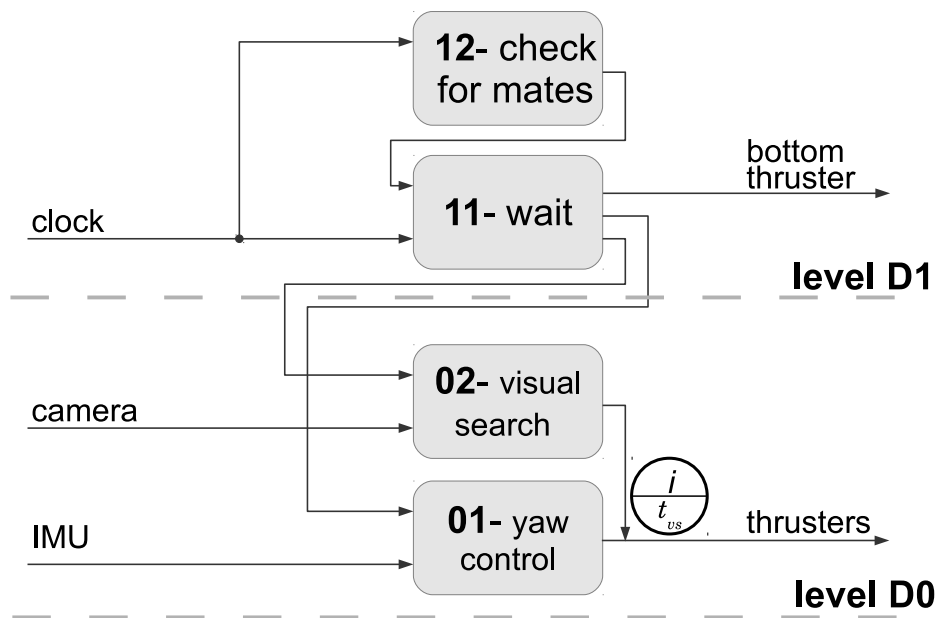 12- check
for mates
bottom
thruster
clock
11- wait
level D1
02- visual
search
camera
i
t_vs
IMU
01- yaw
control
thrusters
level D0